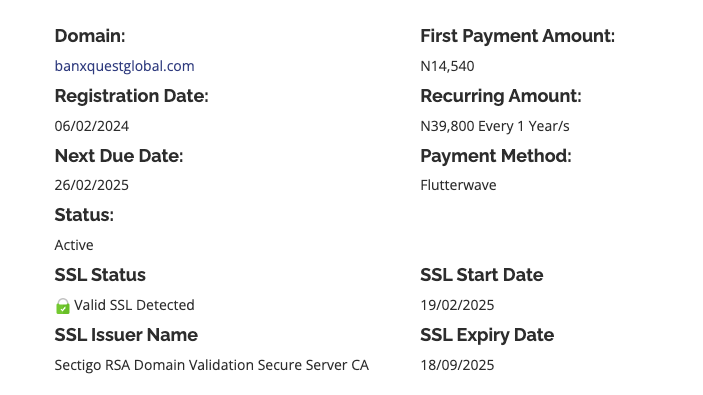 Domain:
banxquestglobal.com
Registration Date:
06/02/2024
Next Due Date:
26/02/2025
Status:
Active
SSL Status
Valid SSL Detected
SSL Issuer Name
Sectigo RSA Domain Validation Secure Server CA
First Payment Amount:
N14,540
Recurring Amount:
N39,800 Every 1 Year/s
Payment Method:
Flutterwave
SSL Start Date
19/02/2025
SSL Expiry Date
18/09/2025